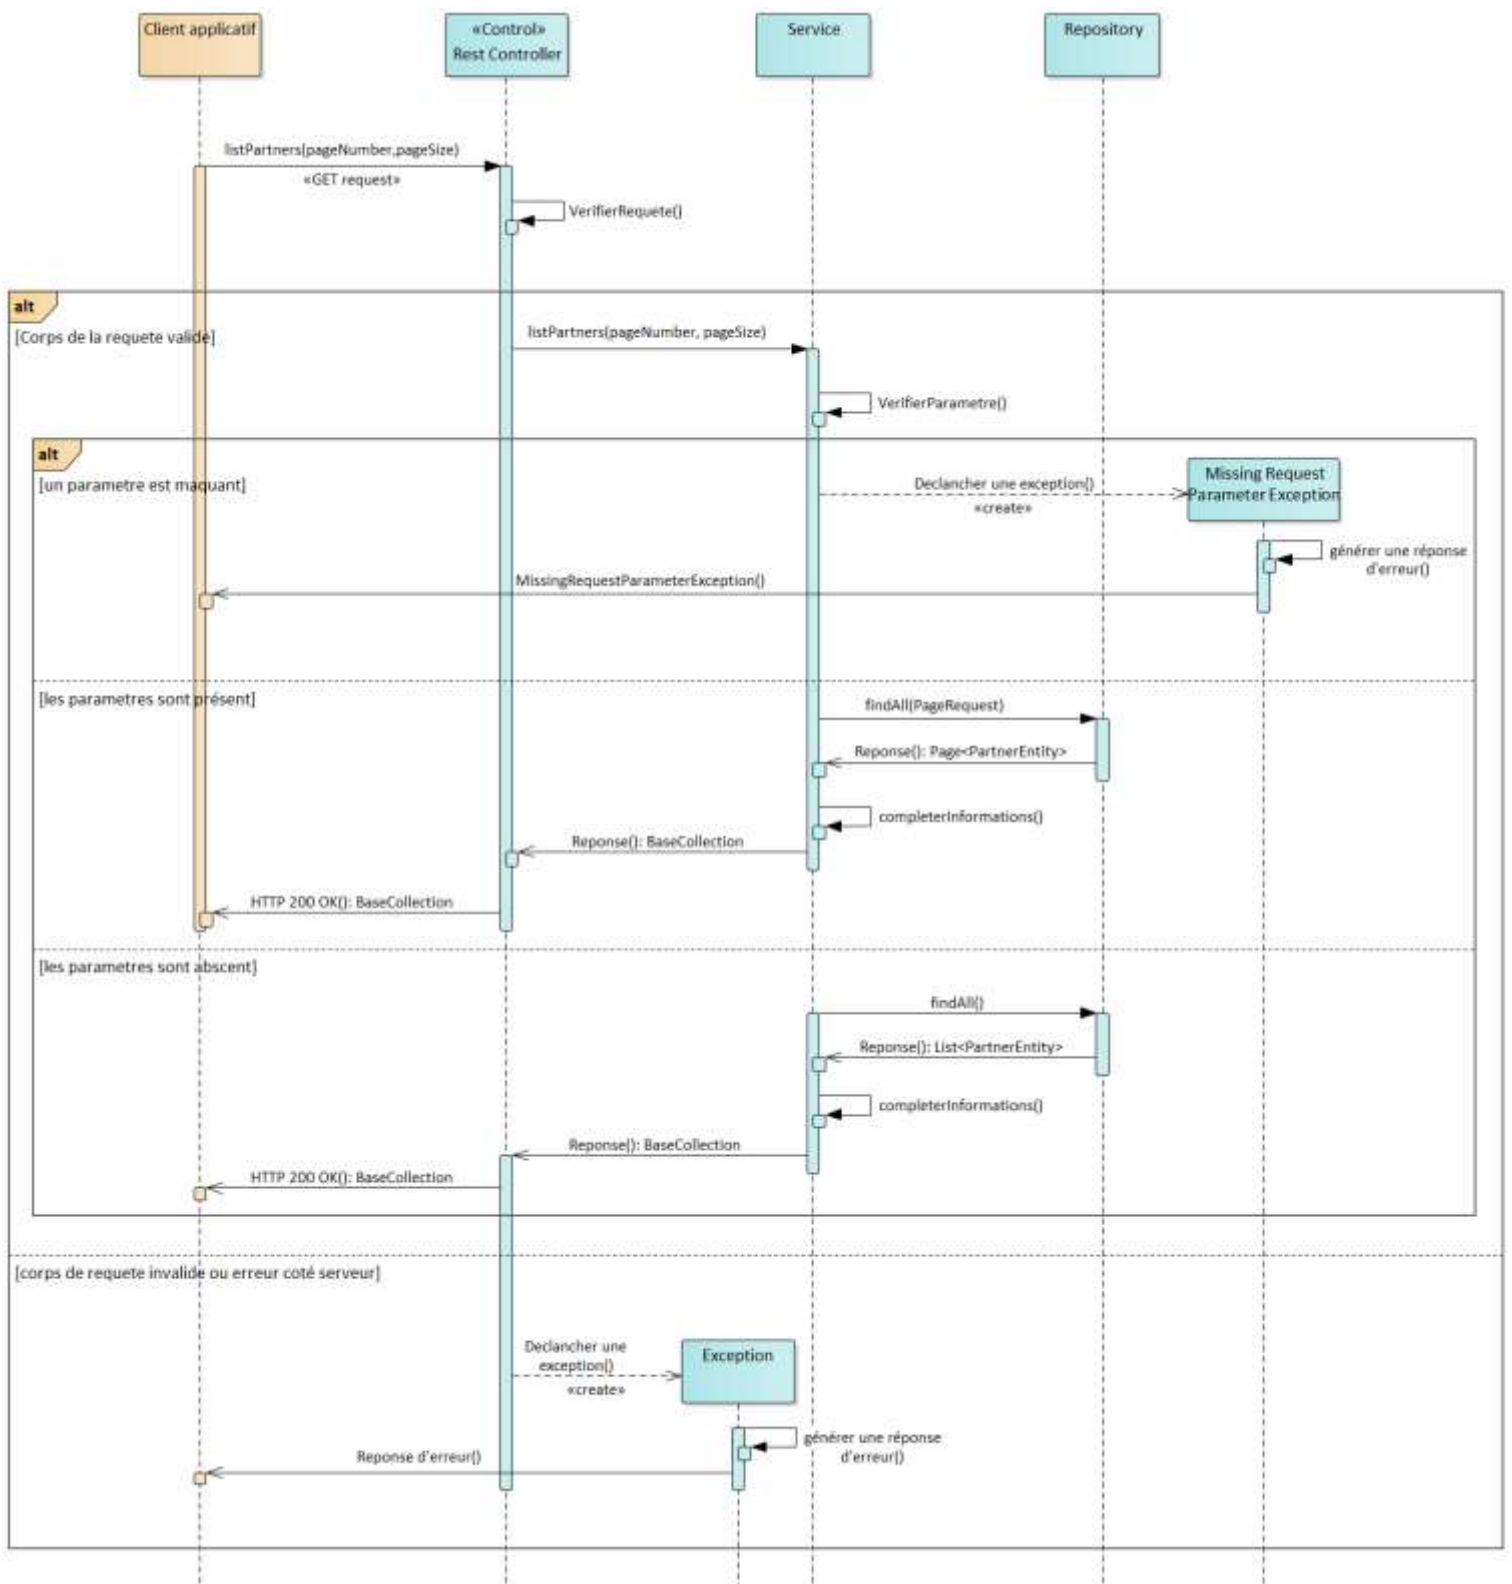 Client applicatif
«Control»
Rest Controller
Service
Repository
listPartners(pageNumber,pageSize)
«GET request»
VerifierRequete()
alt
[Corps de la requete valide]
listPartners(pageNumber, pageSize)
VerifierParametre()
alt
[un parametre est maquant]
Declancher une exception()
«create»
Missing Request
Parameter Exception
générer une réponse
d'erreur()
MissingRequestParameterException()
[les parametres sont présent]
findAll(PageRequest)
Reponse(): Page<PartnerEntity>
completerInformations()
Reponse(): BaseCollection
HTTP 200 OK(): BaseCollection
[les parametres sont abscent]
findAll()
Reponse(): List<PartnerEntity>
completerInformations()
Reponse(): BaseCollection
HTTP 200 OK(): BaseCollection
[corps de requete invalide ou erreur coté serveur]
Declancher une
exception()
«create»
Exception
générer une réponse
d'erreur()
Reponse d'erreur()